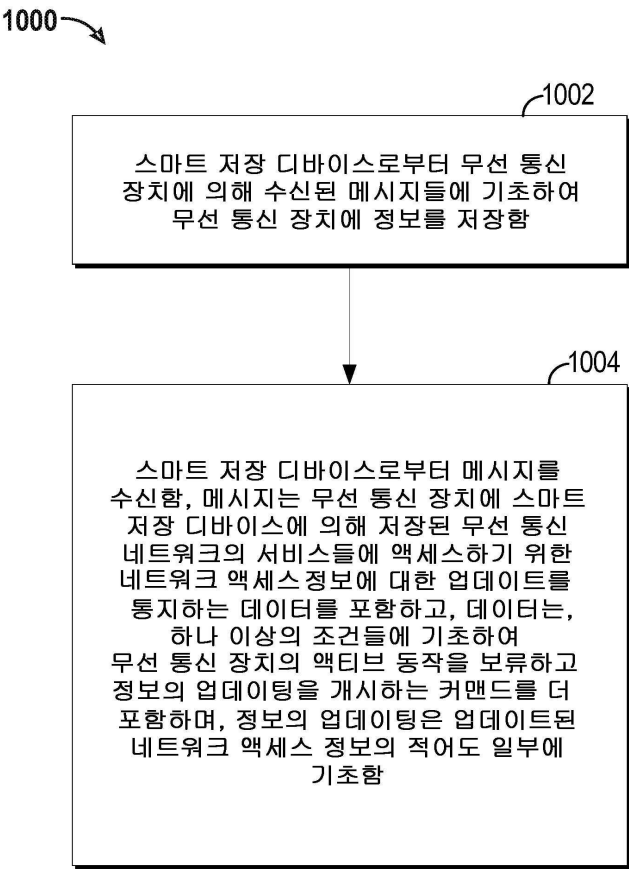 1000
1002
스마트 저장 디바이스로부터 무선 통신
장치에 의해 수신된 메시지들에 기초하여
무선 통신 장치에 정보를 저장함
1004
스마트 저장 디바이스로부터 메시지를
수신함, 메시지는 무선 통신 장치에 스마트
저장 디바이스에 의해 저장된 무선 통신
네트워크의 서비스들에 액세스하기 위한
네트워크 액세스정보에 대한 업데이트를
통지하는 데이터를 포함하고, 데이터는,
하나 이상의 조건들에 기초하여
무선 통신 장치의 액티브 동작을 보류하고
정보의 업데이팅을 개시하는 커맨드를 더
포함하며, 정보의 업데이팅은 업데이트된
네트워크 액세스 정보의 적어도 일부에
기초함